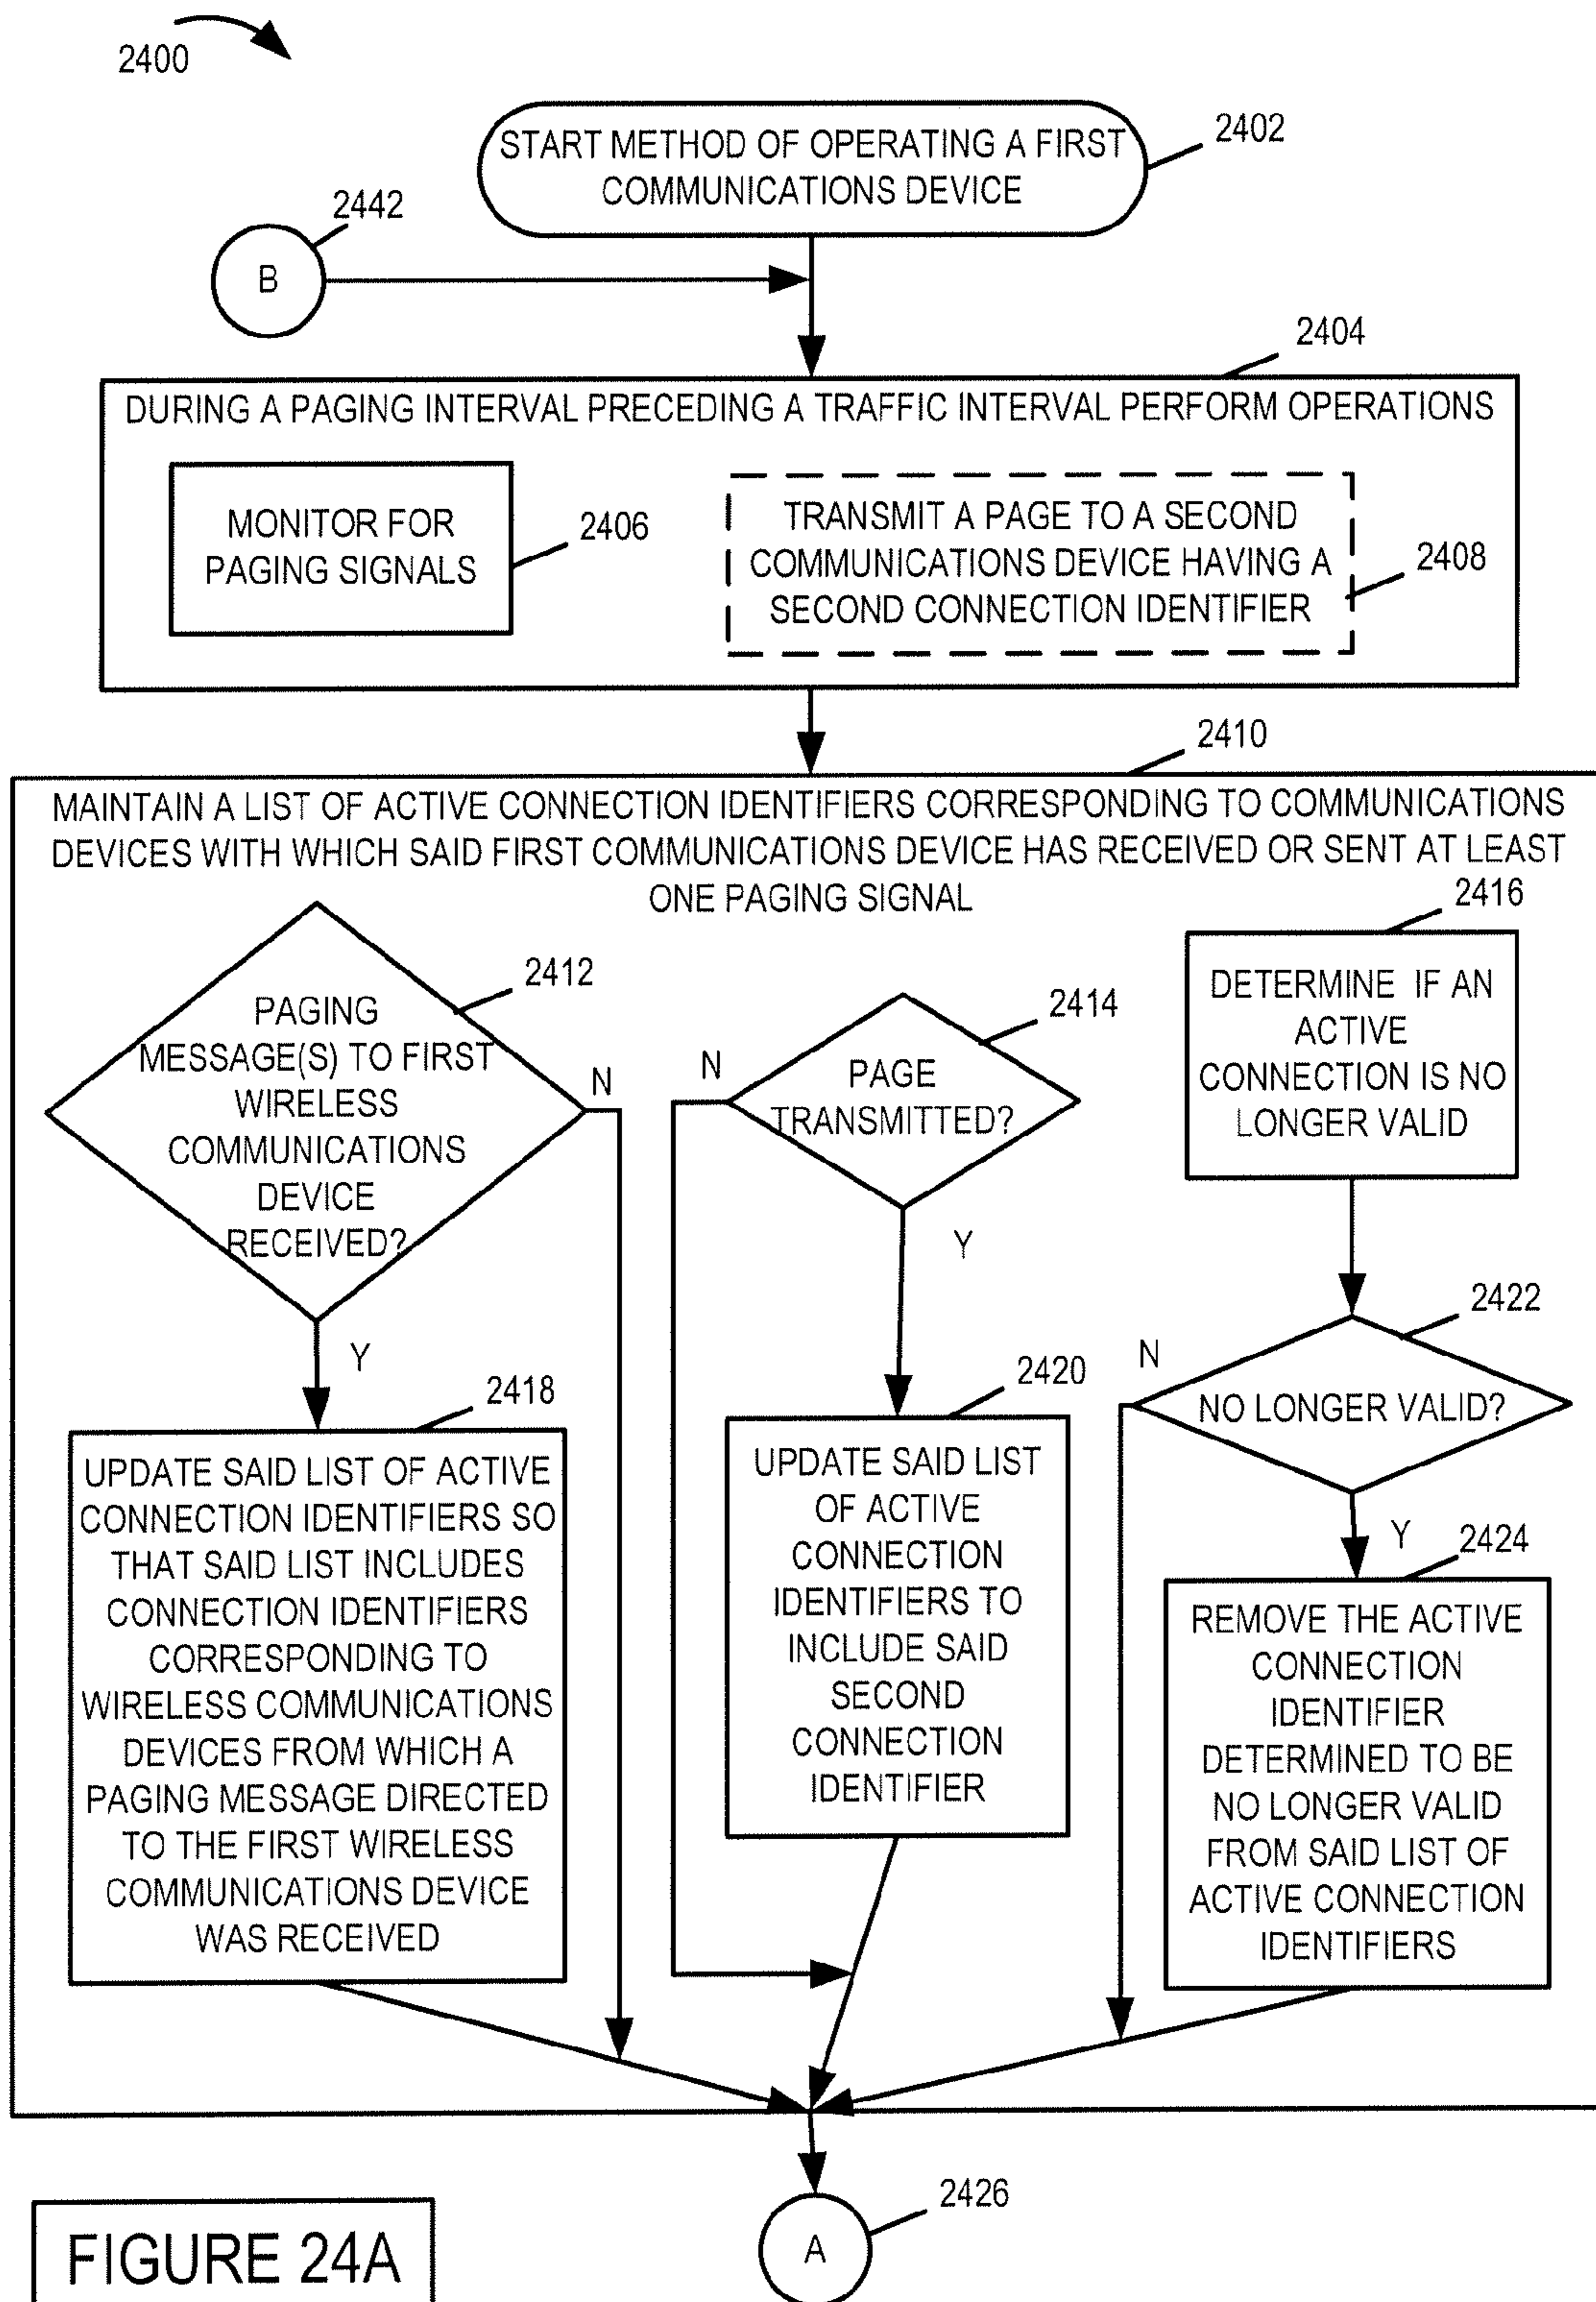 2400
START METHOD OF OPERATING A FIRST
COMMUNICATIONS DEVICE
2402
2442
B
2404
DURING A PAGING INTERVAL PRECEDING A TRAFFIC INTERVAL PERFORM OPERATIONS
MONITOR FOR
PAGING SIGNALS
2406
TRANSMIT A PAGE TO A SECOND
COMMUNICATIONS DEVICE HAVING A
SECOND CONNECTION IDENTIFIER
2408
2410
MAINTAIN A LIST OF ACTIVE CONNECTION IDENTIFIERS CORRESPONDING TO COMMUNICATIONS
DEVICES WITH WHICH SAID FIRST COMMUNICATIONS DEVICE HAS RECEIVED OR SENT AT LEAST
ONE PAGING SIGNAL
2412
PAGING
MESSAGE(S) TO FIRST
WIRELESS
COMMUNICATIONS
DEVICE
RECEIVED?
N
Y
2418
UPDATE SAID LIST OF ACTIVE
CONNECTION IDENTIFIERS SO
THAT SAID LIST INCLUDES
CONNECTION IDENTIFIERS
CORRESPONDING TO
WIRELESS COMMUNICATIONS
DEVICES FROM WHICH A
PAGING MESSAGE DIRECTED
TO THE FIRST WIRELESS
COMMUNICATIONS DEVICE
WAS RECEIVED
2414
N
PAGE
TRANSMITTED?
Y
2420
UPDATE SAID LIST
OF ACTIVE
CONNECTION
IDENTIFIERS TO
INCLUDE SAID
SECOND
CONNECTION
IDENTIFIER
2416
DETERMINE IF AN
ACTIVE
CONNECTION IS NO
LONGER VALID
2422
N
NO LONGER VALID?
Y
2424
REMOVE THE ACTIVE
CONNECTION
IDENTIFIER
DETERMINED TO BE
NO LONGER VALID
FROM SAID LIST OF
ACTIVE CONNECTION
IDENTIFIERS
2426
A
FIGURE 24A